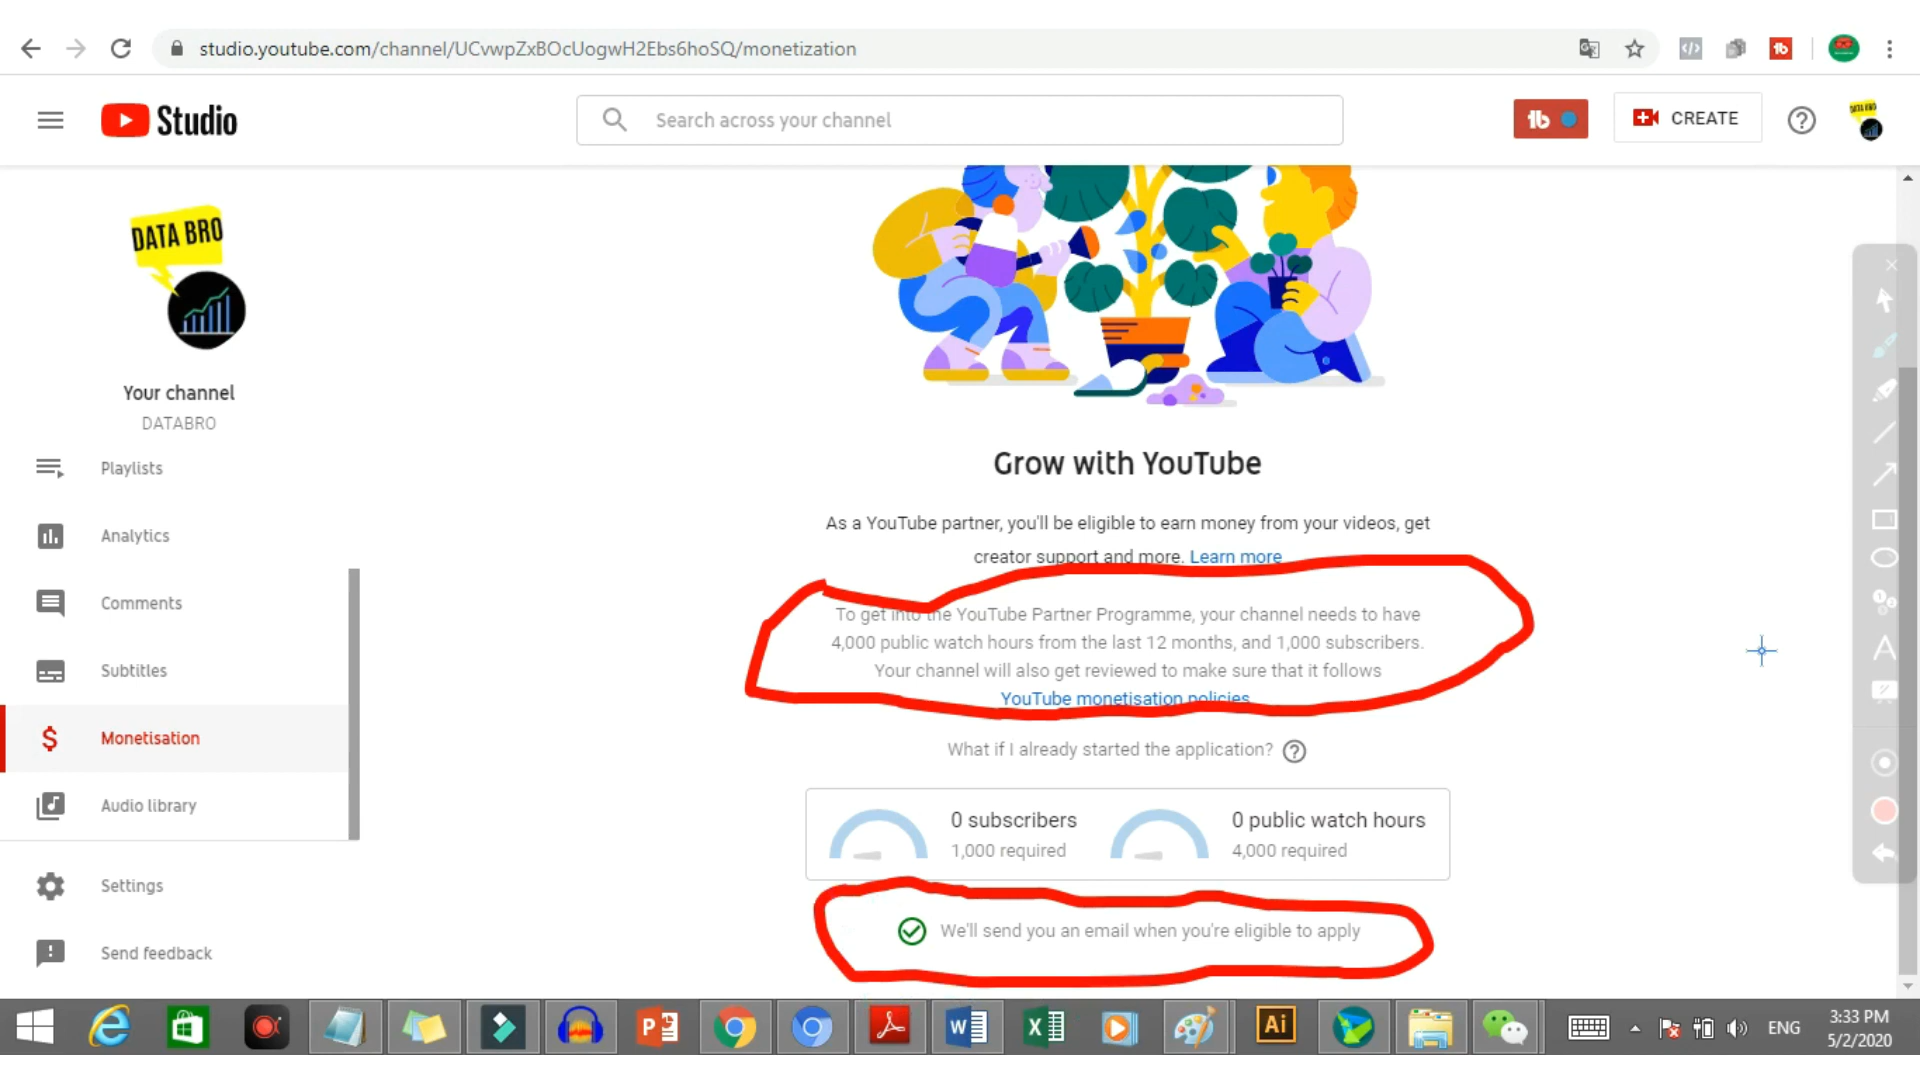 studio.youtube.com/channel/UCvwpZxBOcUogwH2Ebs6hoSQ/monetization
Studio
Search across your channel
CREATE
DATA BRO
Your channel
DATABRO
Playlists
Analytics
Comments
Subtitles
Monetisation
Audio library
Settings
Send feedback
Grow with YouTube
As a YouTube partner, you'll be eligible to earn money from your videos, get
creator support and more. Learn more
To get into the YouTube Partner Programme, your channel needs to have
4,000 public watch hours from the last 12 months, and 1,000 subscribers.
Your channel will also get reviewed to make sure that it follows
YouTube monetisation policies
What if I already started the application?
0 subscribers
1,000 required
0 public watch hours
4,000 required
We'll send you an email when you're eligible to apply
Ai
ENG
3:33 PM
5/2/2020